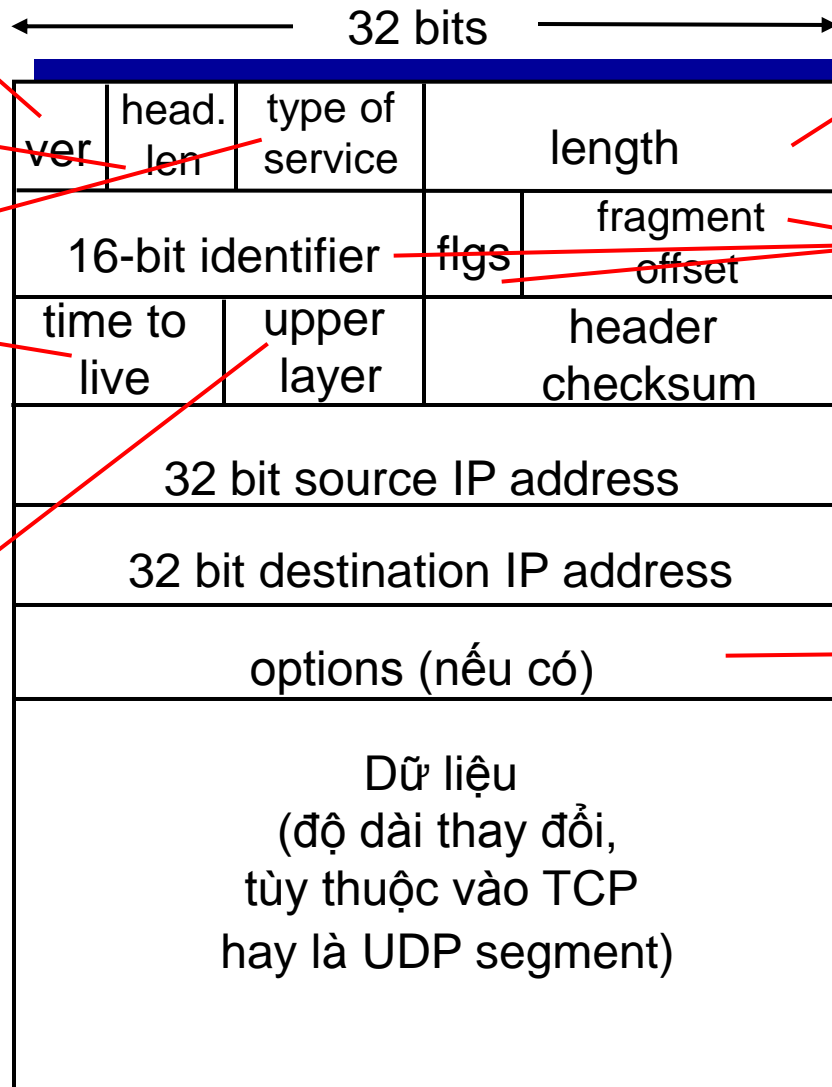 32 bits
ver
head.
len
type of
service
length
16-bit identifier
flgs
fragment
offset
time to
live
upper
layer
header
checksum
32 bit source IP address
32 bit destination IP address
options (nếu có)
Dữ liệu
(độ dài thay đổi,
tùy thuộc vào TCP
hay là UDP segment)